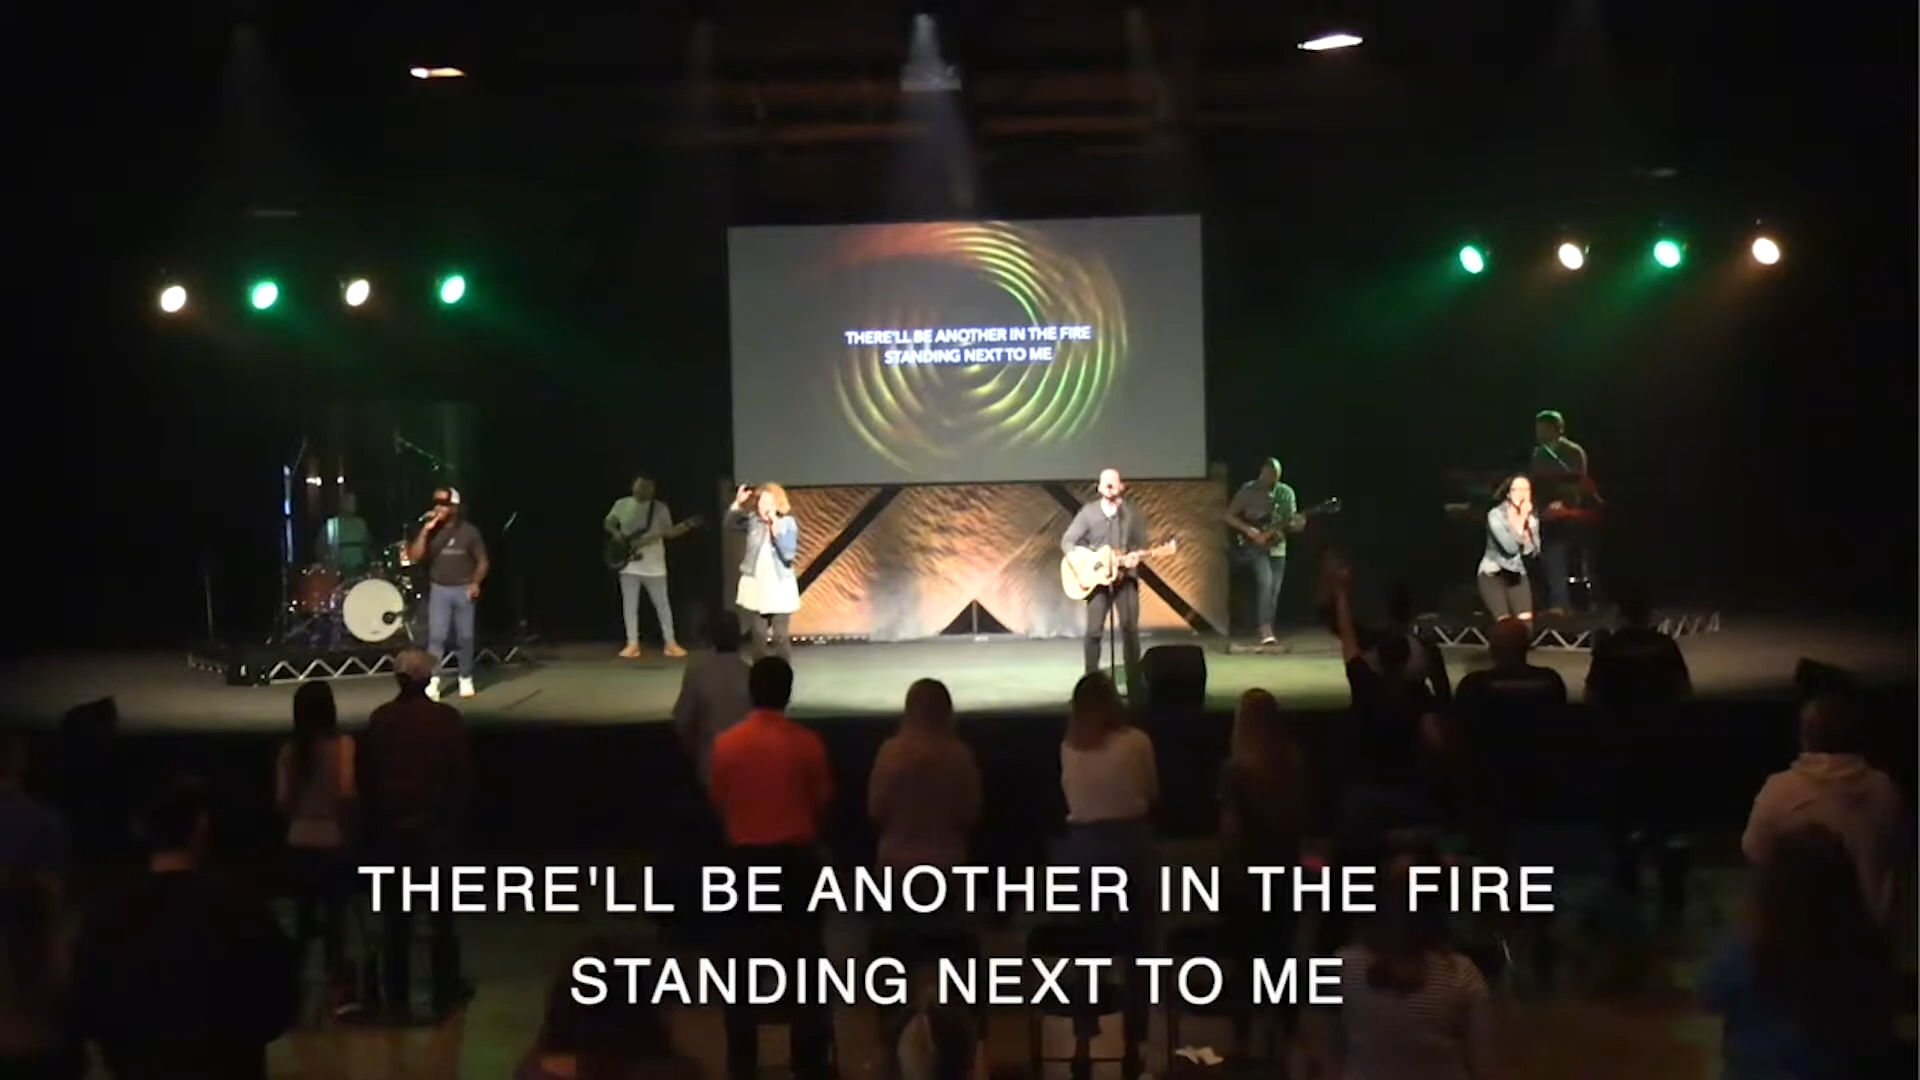 THERE'LL BE ANOTHER IN THE FIRE
STANDING NEXT TO ME
THERE'LL BE ANOTHER IN THE FIRE
STANDING NEXT TO ME